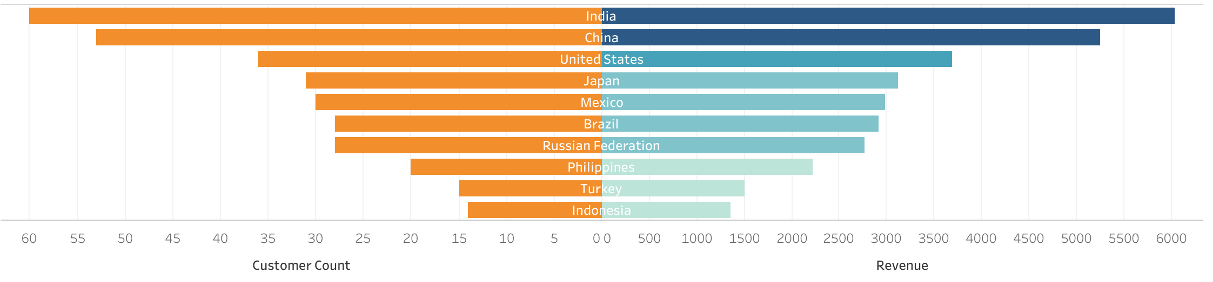 India
China
United States
Japan
Mexico
Brazil
Russian Federation
Philippines
Turkey
Indonesia
60 55 50 45 40 35 30 25 20 15 10 5 0 0 500 1000 1500 2000 2500 3000 3500 4000 4500 5000 5500 6000
Customer Count Revenue